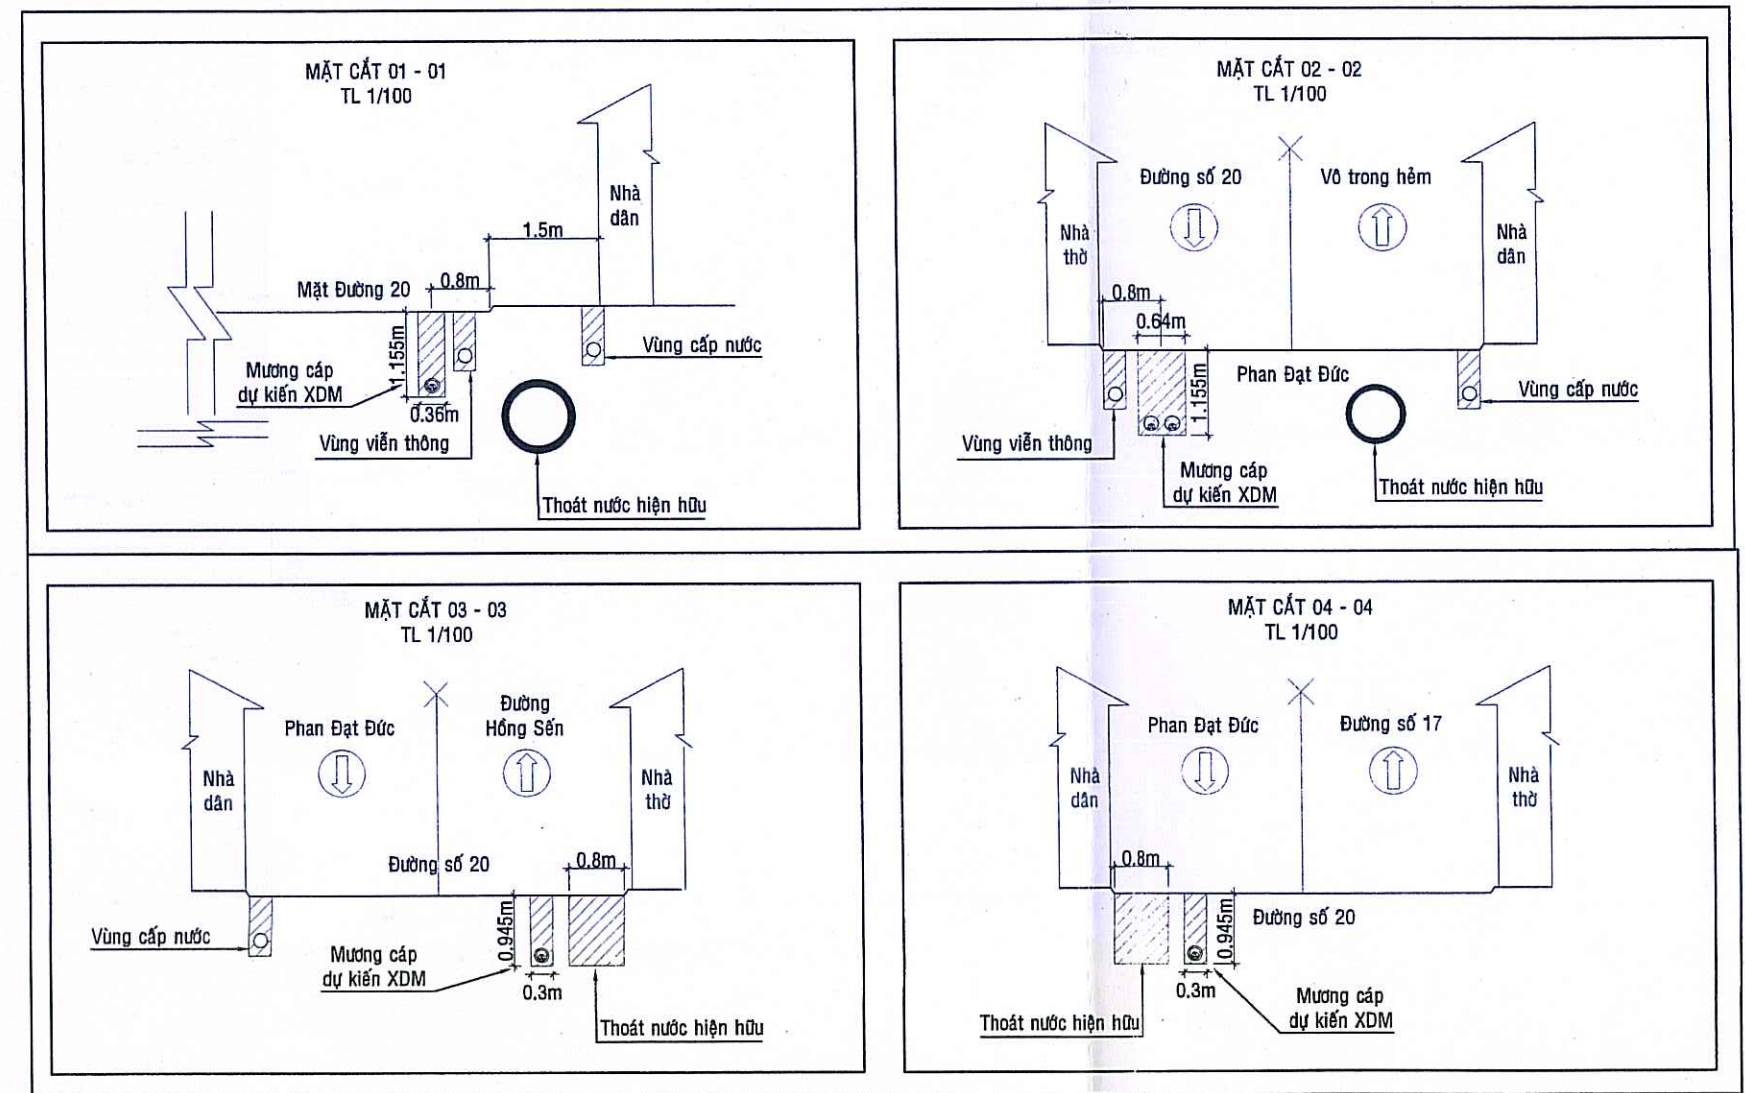 MẶT CẮT 01 - 01
TL 1/100
Nhà
dân
1.5m
0.8m
Mặt Đường 20
1.155m
Vùng cấp nước
Mương cáp
dự kiến XDM
0.36m
Vùng viễn thông
Thoát nước hiện hữu
MẶT CẮT 02 - 02
TL 1/100
Đường số 20
Vô trong hẻm
Nhà
thờ
Nhà
dân
0.8m
0.64m
Phan Đạt Đức
1.155m
Vùng cấp nước
Vùng viễn thông
Mương cáp
dự kiến XDM
Thoát nước hiện hữu
MẶT CẮT 03 - 03
TL 1/100
Phan Đạt Đức
Đường
Hồng Sến
Nhà
dân
Nhà
thờ
Đường số 20
0.8m
0.945m
Vùng cấp nước
Mương cáp
dự kiến XDM
0.3m
Thoát nước hiện hữu
MẶT CẮT 04 - 04
TL 1/100
Phan Đạt Đức
Đường số 17
Nhà
dân
Nhà
thờ
0.8m
0.945m
Đường số 20
0.3m
Mương cáp
dự kiến XDM
Thoát nước hiện hữu